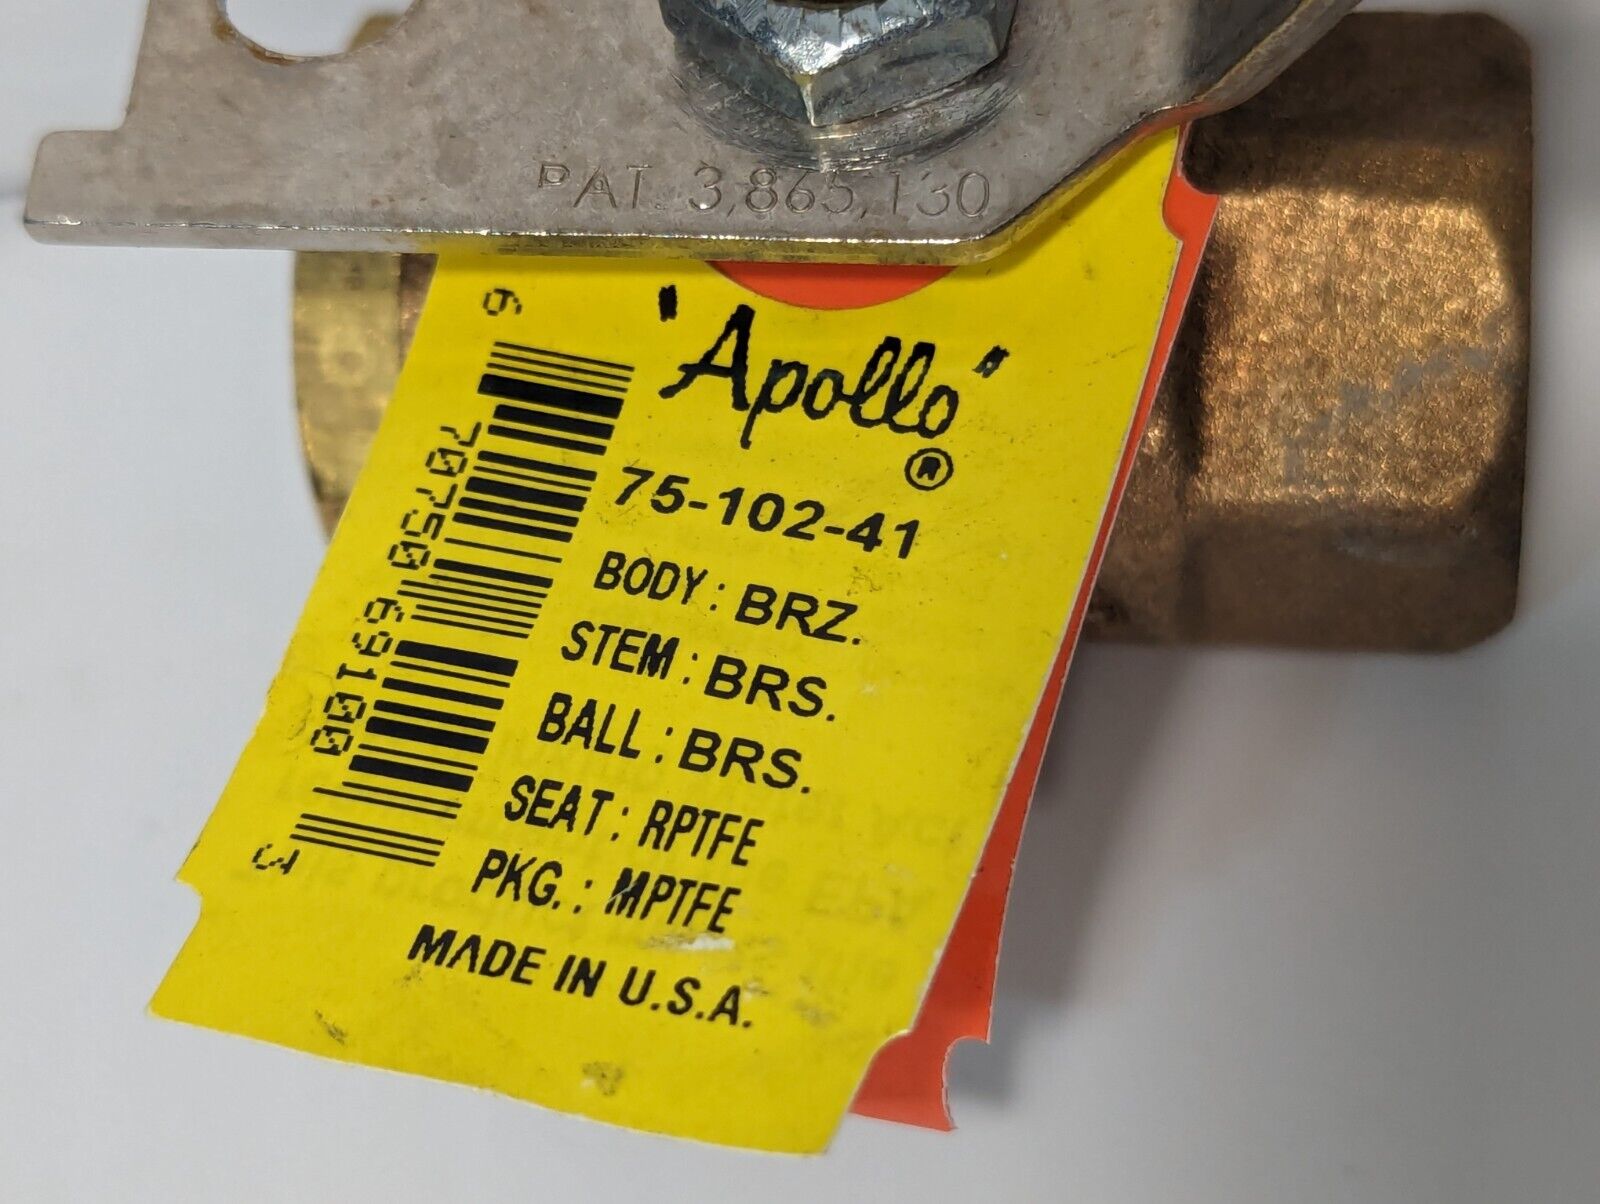 PAT. 3,865,130
"Apollo"®
75-102-41
BODY: BRZ.
STEM: BRS.
BALL: BRS.
SEAT: RPTFE
PKG.: MPTFE
MADE IN U.S.A.
6 70750 69100 3